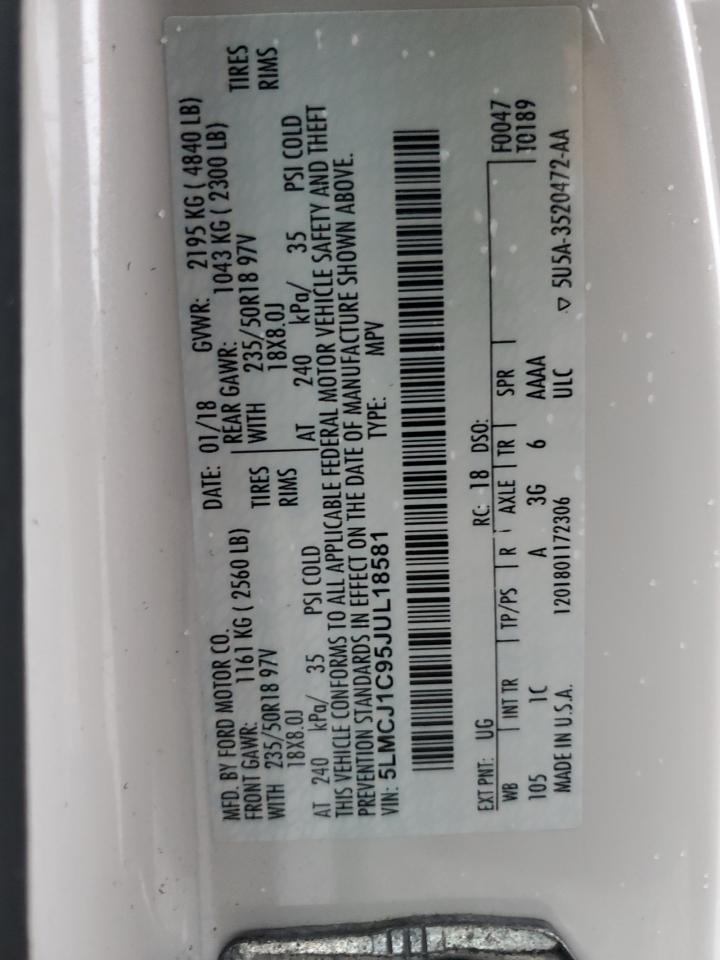 MFD. BY FORD MOTOR CO.
DATE: 01/18 GVWR: 2195 KG ( 4840 LB)
FRONT GAWR: 1161 KG ( 2560 LB) REAR GAWR: 1043 KG ( 2300 LB)
WITH 235/50R18 97V TIRES WITH 235/50R18 97V TIRES
18X8.0J RIMS 18X8.0J RIMS
AT 240 kPa/ 35 PSI COLD AT 240 kPa/ 35 PSI COLD
THIS VEHICLE CONFORMS TO ALL APPLICABLE FEDERAL MOTOR VEHICLE SAFETY AND THEFT
PREVENTION STANDARDS IN EFFECT ON THE DATE OF MANUFACTURE SHOWN ABOVE.
VIN: 5LMCJ1C95JUL18581 TYPE: MPV
EXT PNT: UG RC: 18 DSO: F0047
WB INT TR TP/PS R AXLE TR SPR T0189
105 1C A 3G 6 AAAA
MADE IN U.S.A. 1201801172306 ULC ▽ 5U5A-3520472-AA